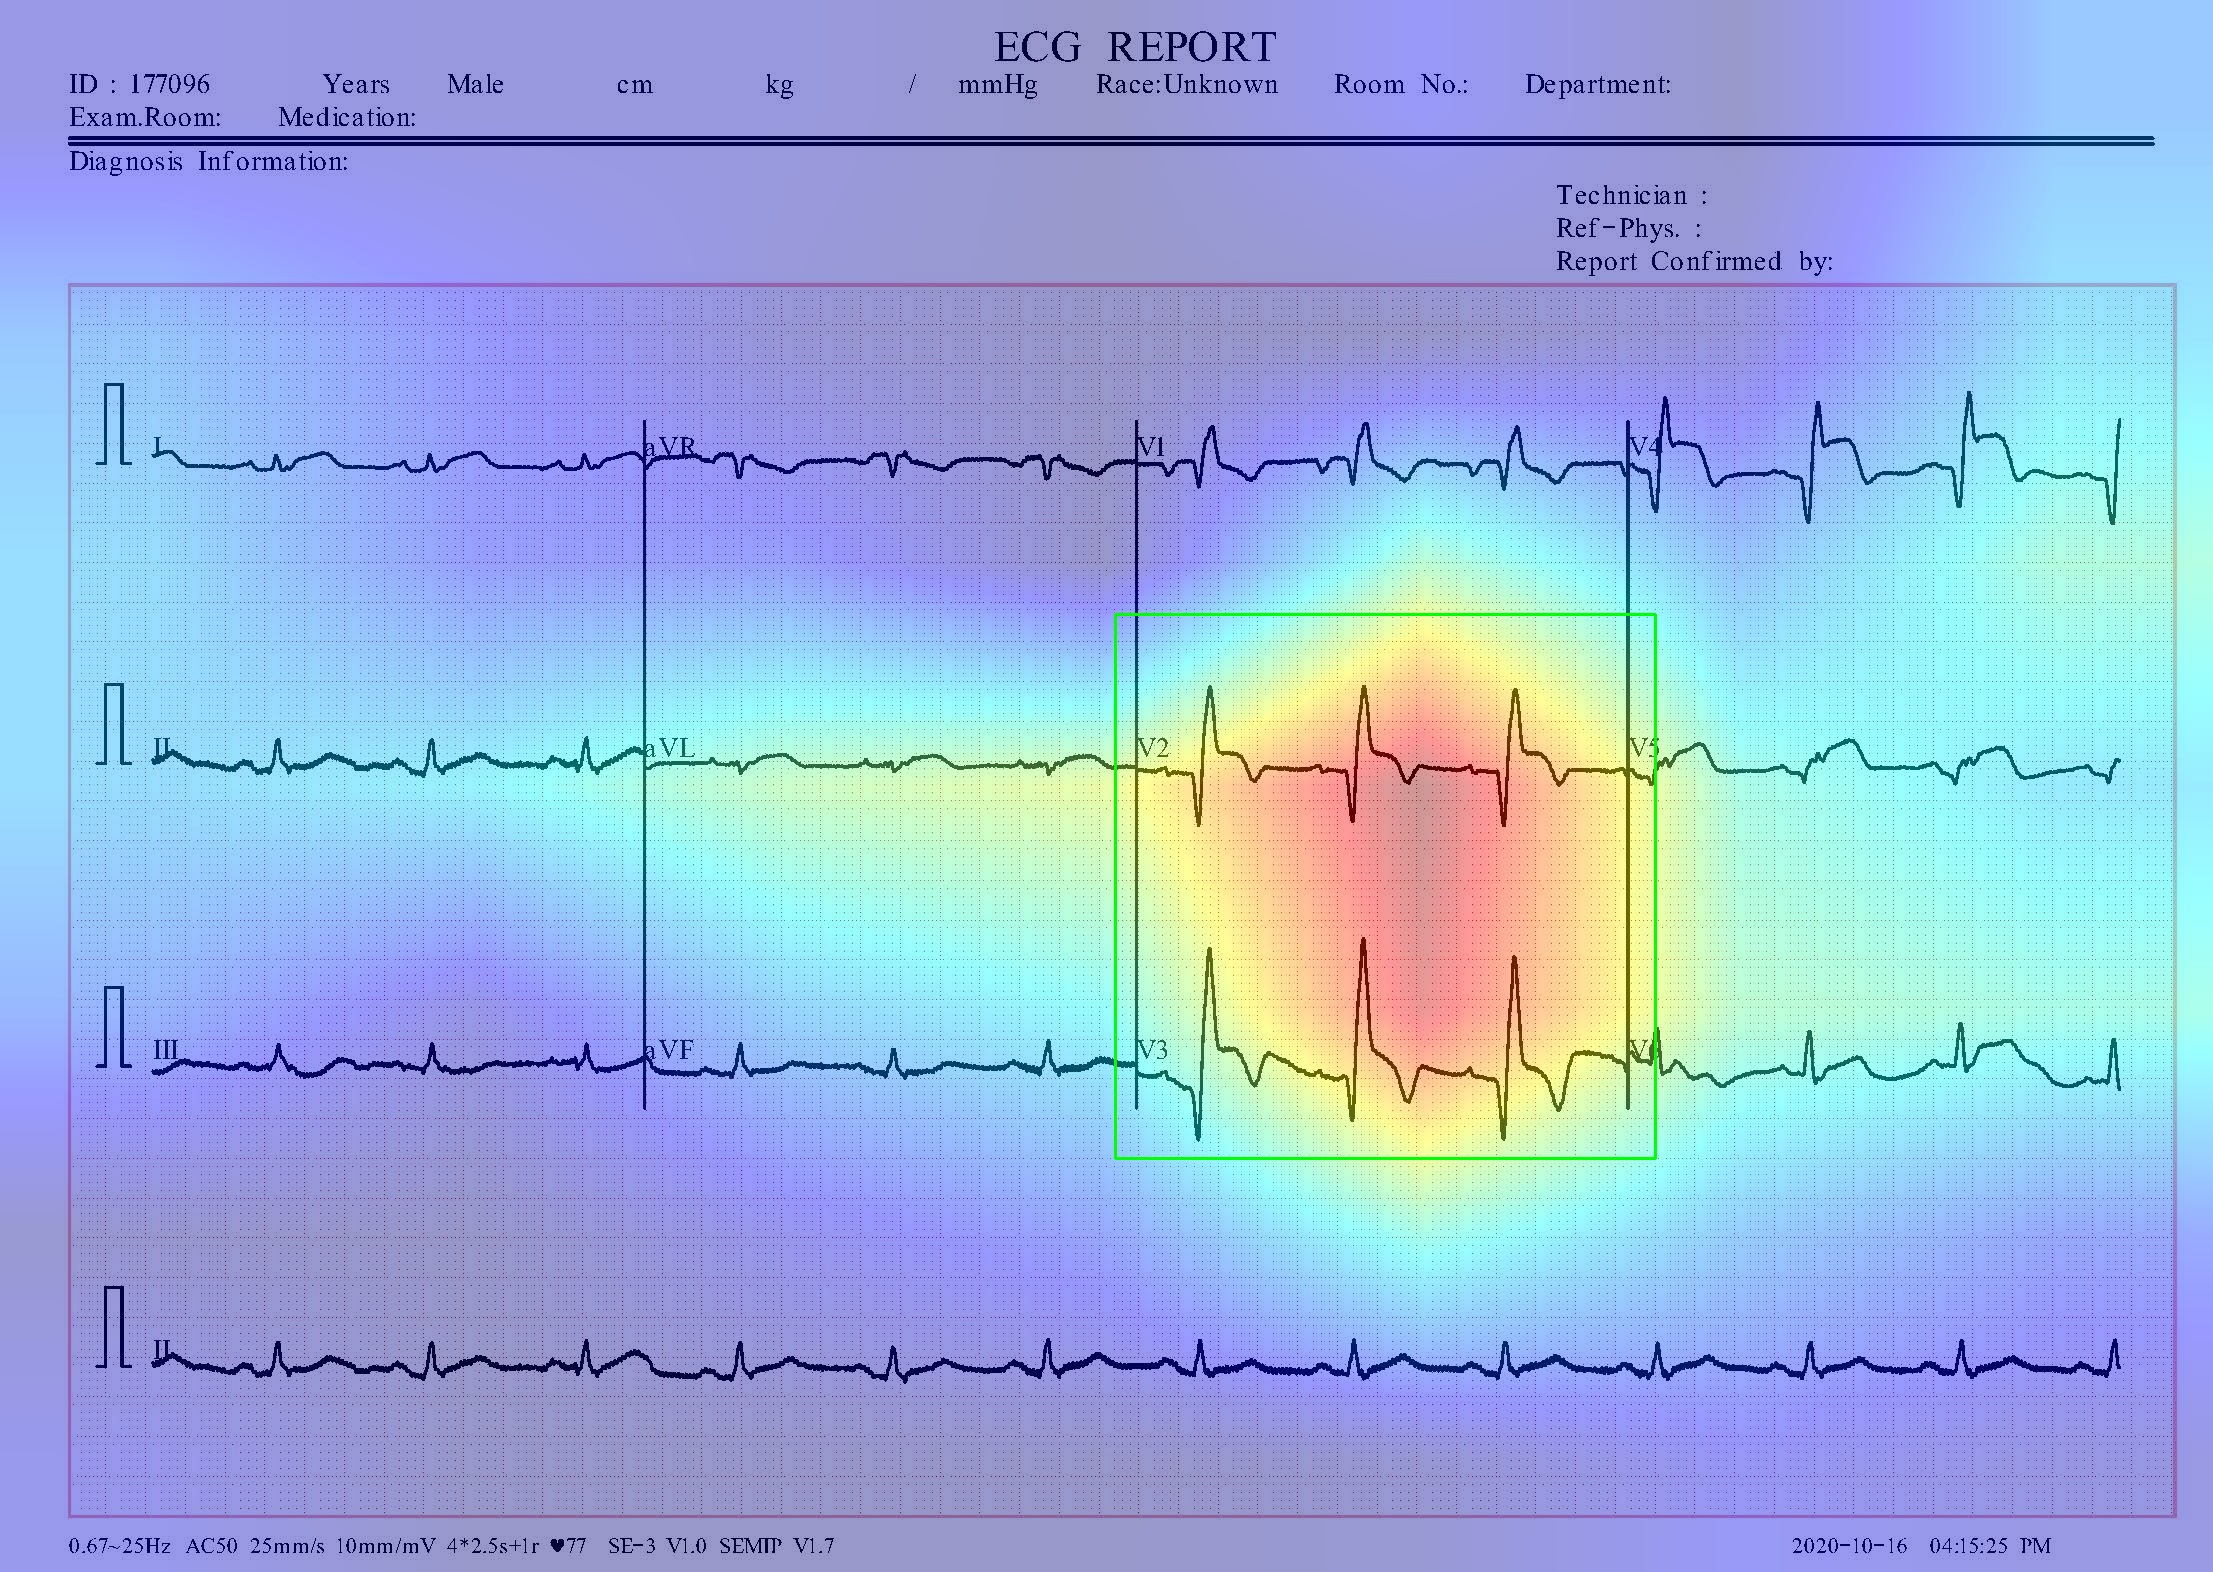 ECG REPORT
ID : 177096 Years Male cm kg / mmHg Race:Unknown Room No.: Department:
Exam.Room: Medication:
Diagnosis Information:
Technician :
Ref-Phys. :
Report Confirmed by:
I aVR V1 V4
II aVL V2 V5
III aVF V3 V6
II
0.67~25Hz AC50 25mm/s 10mm/mV 4*2.5s+1r ♥77 SE-3 V1.0 SEMIP V1.7 2020-10-16 04:15:25 PM